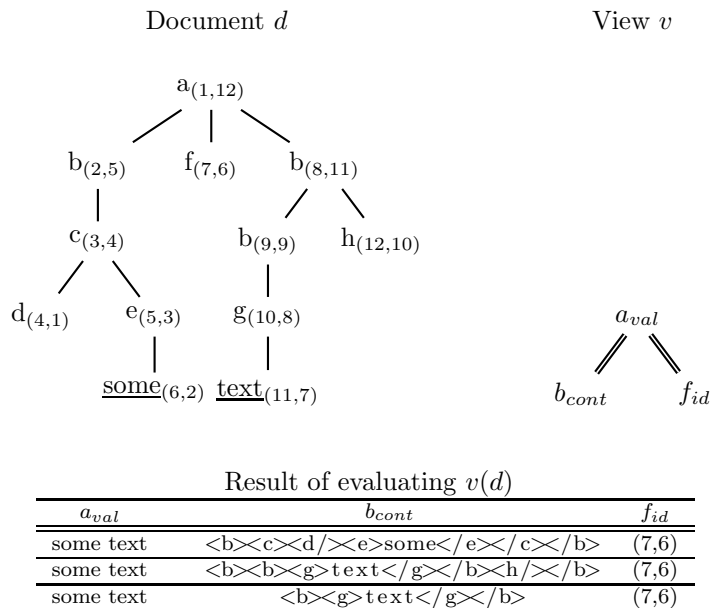 Document d View v
a(1,12)
b(2,5) f(7,6) b(8,11)
c(3,4) b(9,9) h(12,10)
d(4,1) e(5,3) g(10,8) a_val
some(6,2) text(11,7) b_cont f_id
Result of evaluating v(d)
a_val b_cont f_id
some text <b><c><d/><e>some</e></c></b> (7,6)
some text <b><b><g>text</g></b><h/></b> (7,6)
some text <b><g>text</g></b> (7,6)